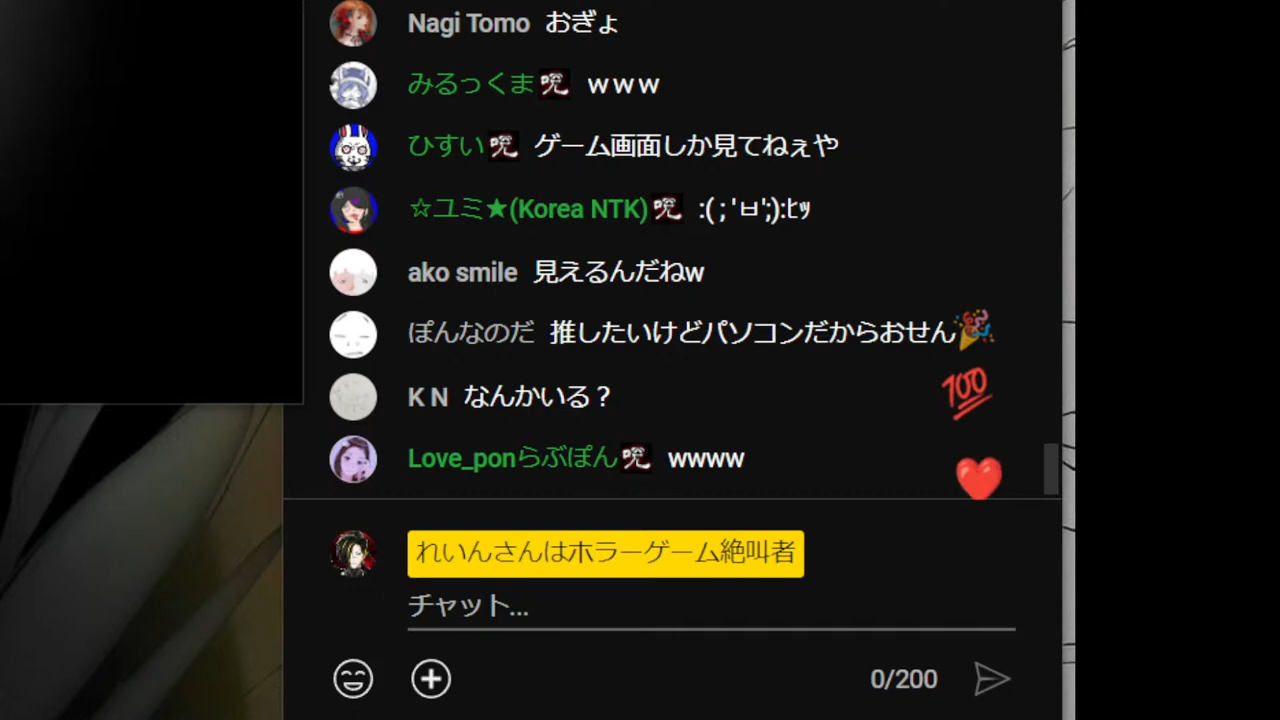 Nagi Tomo おぎょ
みるっくま呪 ｗｗｗ
ひすい呪 ゲーム画面しか見てねぇや
☆ユミ★(Korea NTK)呪 :( ; 'ㅂ';):ﾋｯ
ako smile 見えるんだねw
ぽんなのだ 推したいけどパソコンだからおせん
K N なんかいる？
Love_ponらぶぽん呪 wwww
れいんさんはホラーゲーム絶叫者
チャット...
0/200